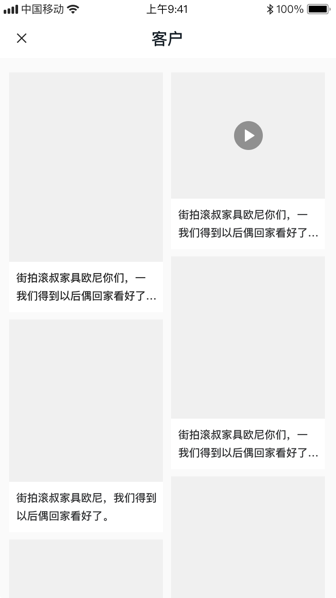 中国移动
上午9:41
100%
客户
街拍滚叔家具欧尼你们，一
我们得到以后偶回家看好了...
街拍滚叔家具欧尼你们，一
我们得到以后偶回家看好了...
街拍滚叔家具欧尼你们，一
我们得到以后偶回家看好了...
街拍滚叔家具欧尼，我们得到
以后偶回家看好了。